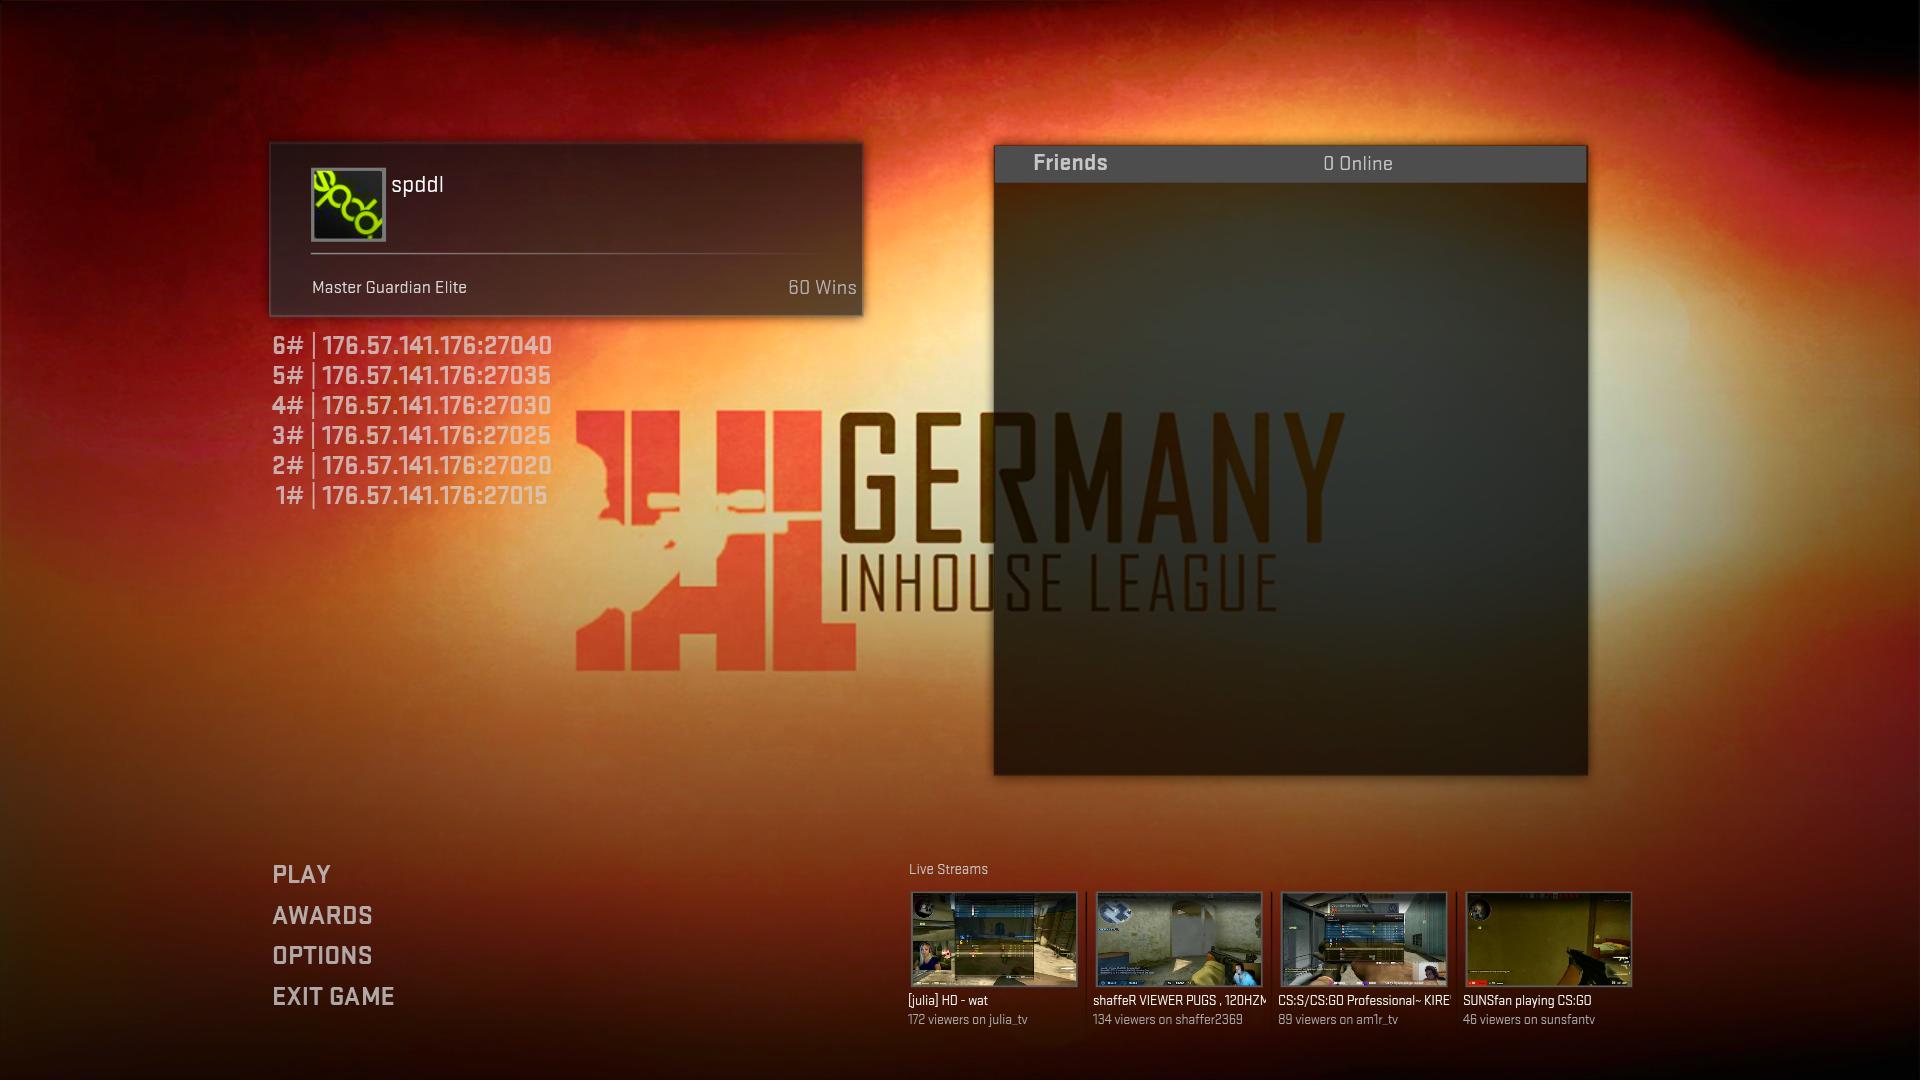 spddl
Master Guardian Elite
60 Wins
6# | 176.57.141.176:27040
5# | 176.57.141.176:27035
4# | 176.57.141.176:27030
3# | 176.57.141.176:27025
2# | 176.57.141.176:27020
1# | 176.57.141.176:27015
Friends
0 Online
GERMANY
INHOUSE LEAGUE
PLAY
AWARDS
OPTIONS
EXIT GAME
Live Streams
[julia] HD - wat
172 viewers on julia_tv
shaffeR VIEWER PUGS , 120HZ
134 viewers on shaffer2369
CS:S/CS:GO Professional~ KIRE
89 viewers on am1r_tv
SUNSfan playing CS:GO
46 viewers on sunsfantv